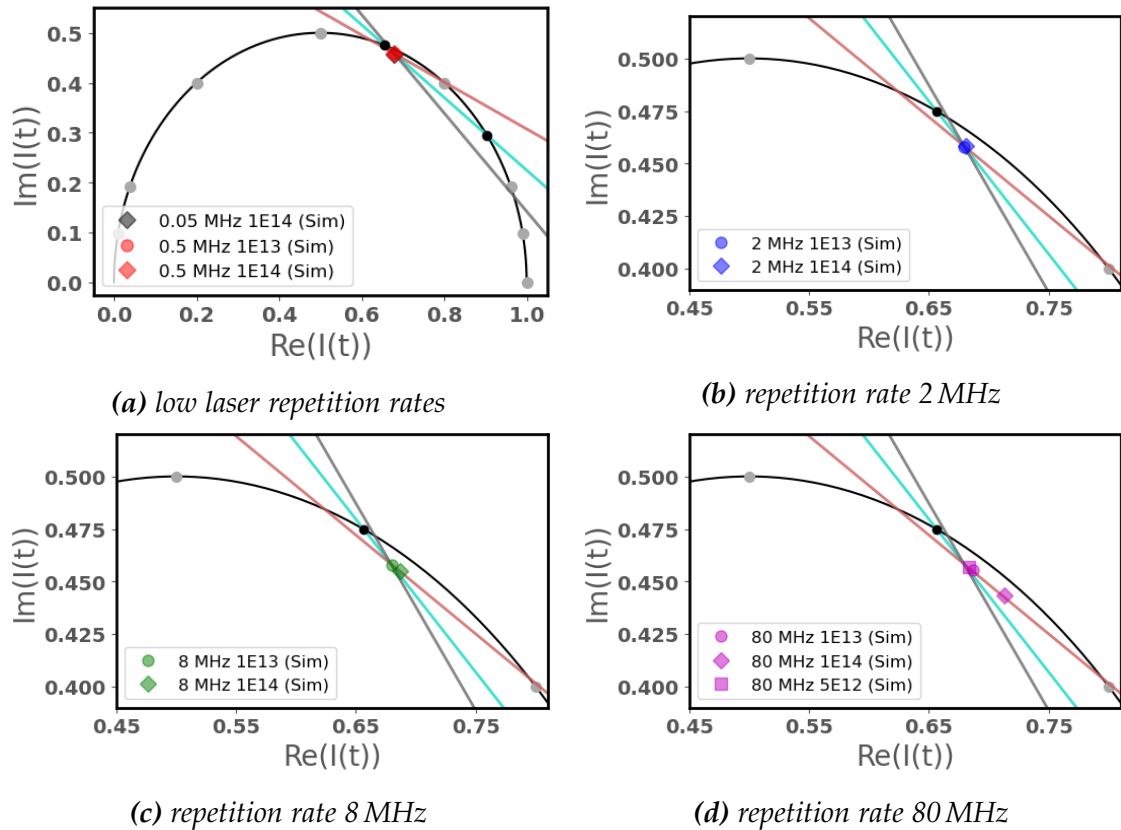 Im(I(t))
0.5
0.4
0.3
0.2
0.1
0.0
0.05 MHz 1E14 (Sim)
0.5 MHz 1E13 (Sim)
0.5 MHz 1E14 (Sim)
0.0 0.2 0.4 0.6 0.8 1.0
Re(I(t))
(a) low laser repetition rates
Im(I(t))
0.500
0.475
0.450
0.425
0.400
2 MHz 1E13 (Sim)
2 MHz 1E14 (Sim)
0.45 0.55 0.65 0.75
Re(I(t))
(b) repetition rate 2 MHz
Im(I(t))
0.500
0.475
0.450
0.425
0.400
8 MHz 1E13 (Sim)
8 MHz 1E14 (Sim)
0.45 0.55 0.65 0.75
Re(I(t))
(c) repetition rate 8 MHz
Im(I(t))
0.500
0.475
0.450
0.425
0.400
80 MHz 1E13 (Sim)
80 MHz 1E14 (Sim)
80 MHz 5E12 (Sim)
0.45 0.55 0.65 0.75
Re(I(t))
(d) repetition rate 80 MHz